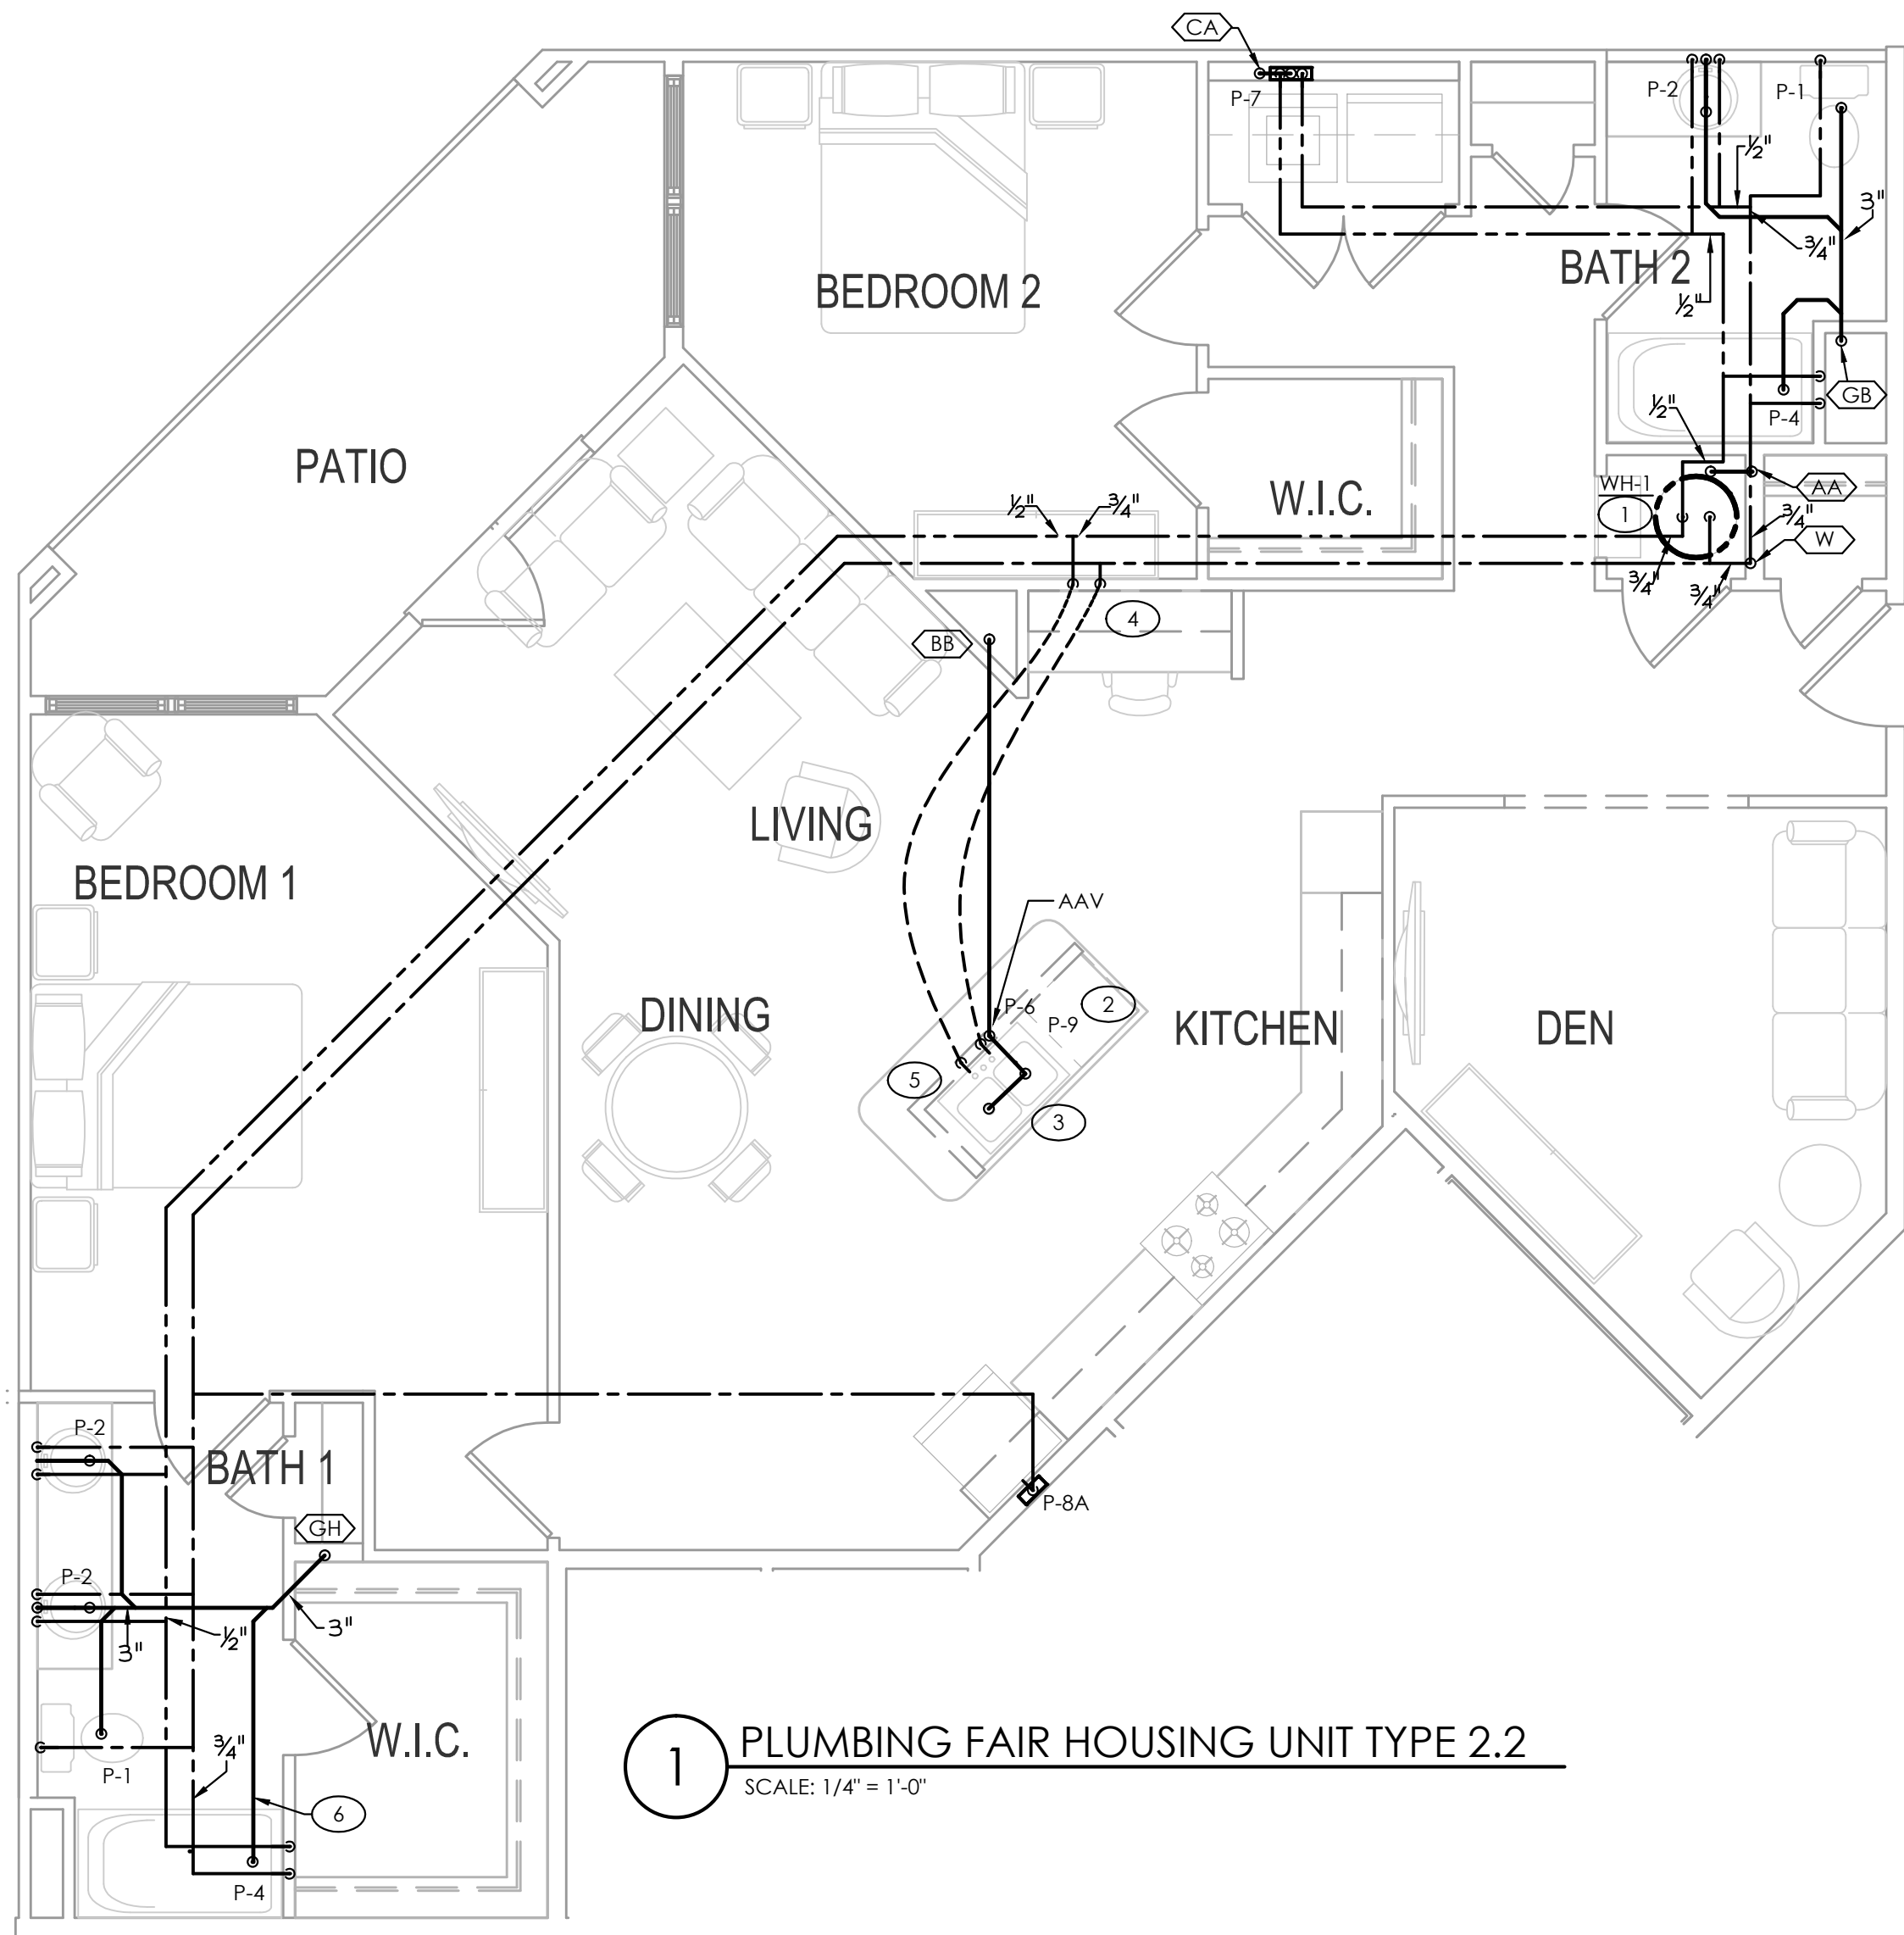 CA
P-7
P-2
P-1
½"
3"
¾"
BATH 2
½"
BEDROOM 2
GB
½"
P-4
PATIO
WH-1
1
AA
W.I.C.
½"
¾"
¾"
W
¾"
¾"
4
BB
LIVING
BEDROOM 1
AAV
DINING
P-6
2
P-9
KITCHEN
DEN
5
3
P-2
BATH 1
P-8A
GH
P-2
3"
½"
3"
¾"
W.I.C.
P-1
6
P-4
1
PLUMBING FAIR HOUSING UNIT TYPE 2.2
SCALE: 1/4" = 1'-0"